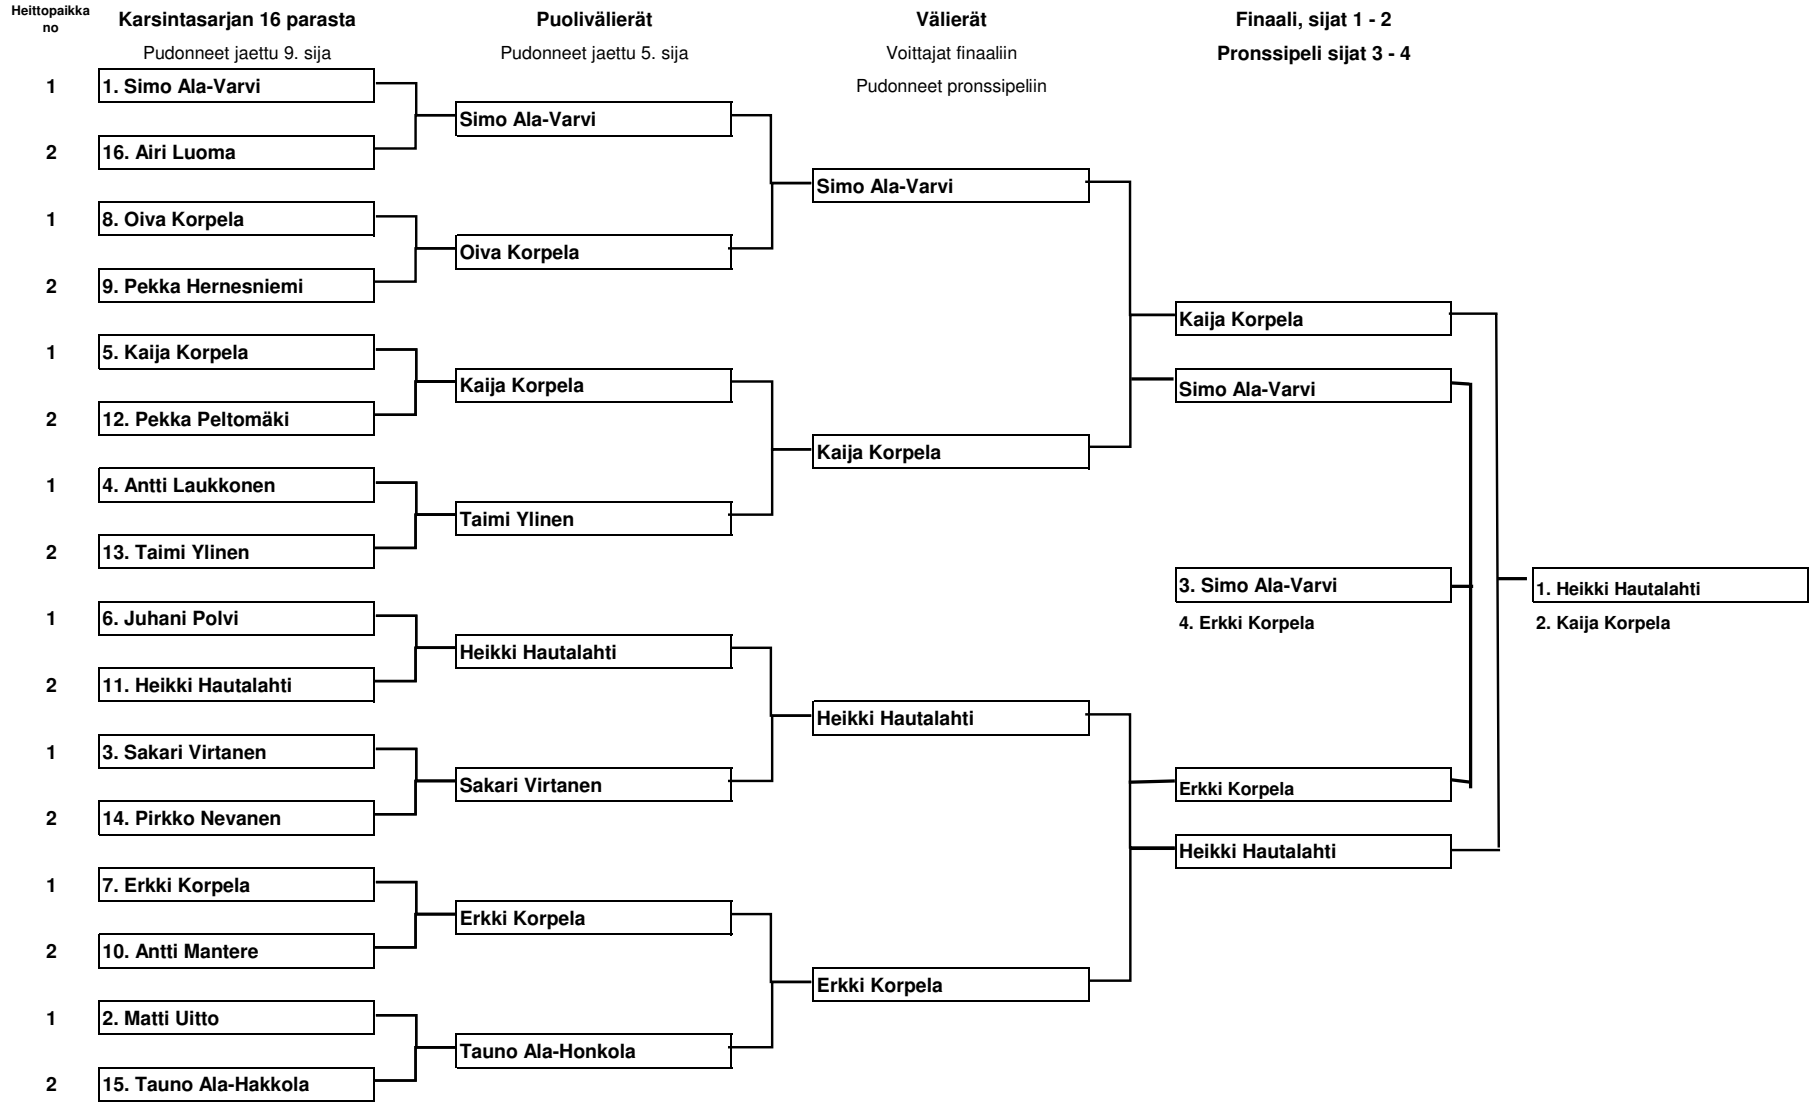 Heittopaikka
no
Karsintasarjan 16 parasta
Puolivälierät
Välierät
Finaali, sijat 1 - 2
Pudonneet jaettu 9. sija
Pudonneet jaettu 5. sija
Voittajat finaaliin
Pronssipeli sijat 3 - 4
1
1. Simo Ala-Varvi
Pudonneet pronssipeliin
Simo Ala-Varvi
2
16. Airi Luoma
Simo Ala-Varvi
1
8. Oiva Korpela
Oiva Korpela
2
9. Pekka Hernesniemi
Kaija Korpela
1
5. Kaija Korpela
Kaija Korpela
Simo Ala-Varvi
2
12. Pekka Peltomäki
Kaija Korpela
1
4. Antti Laukkonen
Taimi Ylinen
2
13. Taimi Ylinen
3. Simo Ala-Varvi
1. Heikki Hautalahti
1
6. Juhani Polvi
4. Erkki Korpela
2. Kaija Korpela
Heikki Hautalahti
2
11. Heikki Hautalahti
Heikki Hautalahti
1
3. Sakari Virtanen
Sakari Virtanen
Erkki Korpela
2
14. Pirkko Nevanen
Heikki Hautalahti
1
7. Erkki Korpela
Erkki Korpela
2
10. Antti Mantere
Erkki Korpela
1
2. Matti Uitto
Tauno Ala-Honkola
2
15. Tauno Ala-Hakkola